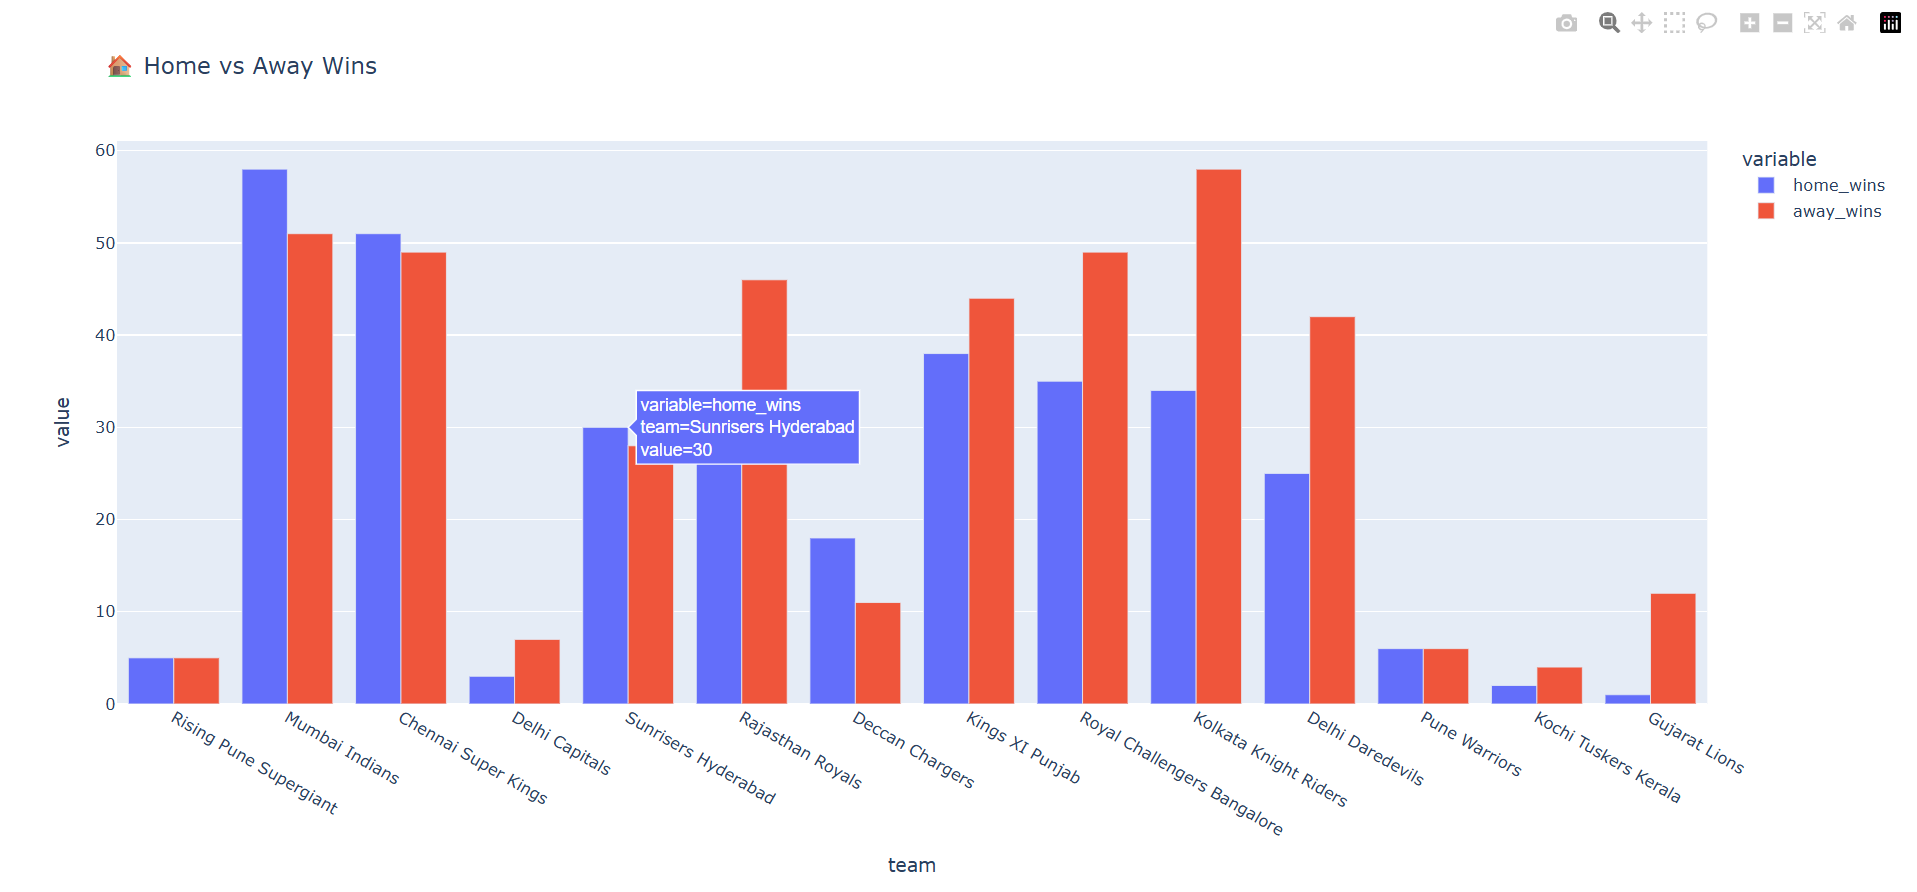 🏠 Home vs Away Wins
60
50
40
30
20
10
0
value
variable
home_wins
away_wins
variable=home_wins
team=Sunrisers Hyderabad
value=30
Rising Pune Supergiant
Mumbai Indians
Chennai Super Kings
Delhi Capitals
Sunrisers Hyderabad
Rajasthan Royals
Deccan Chargers
Kings XI Punjab
Royal Challengers Bangalore
Kolkata Knight Riders
Delhi Daredevils
Pune Warriors
Kochi Tuskers Kerala
Gujarat Lions
team